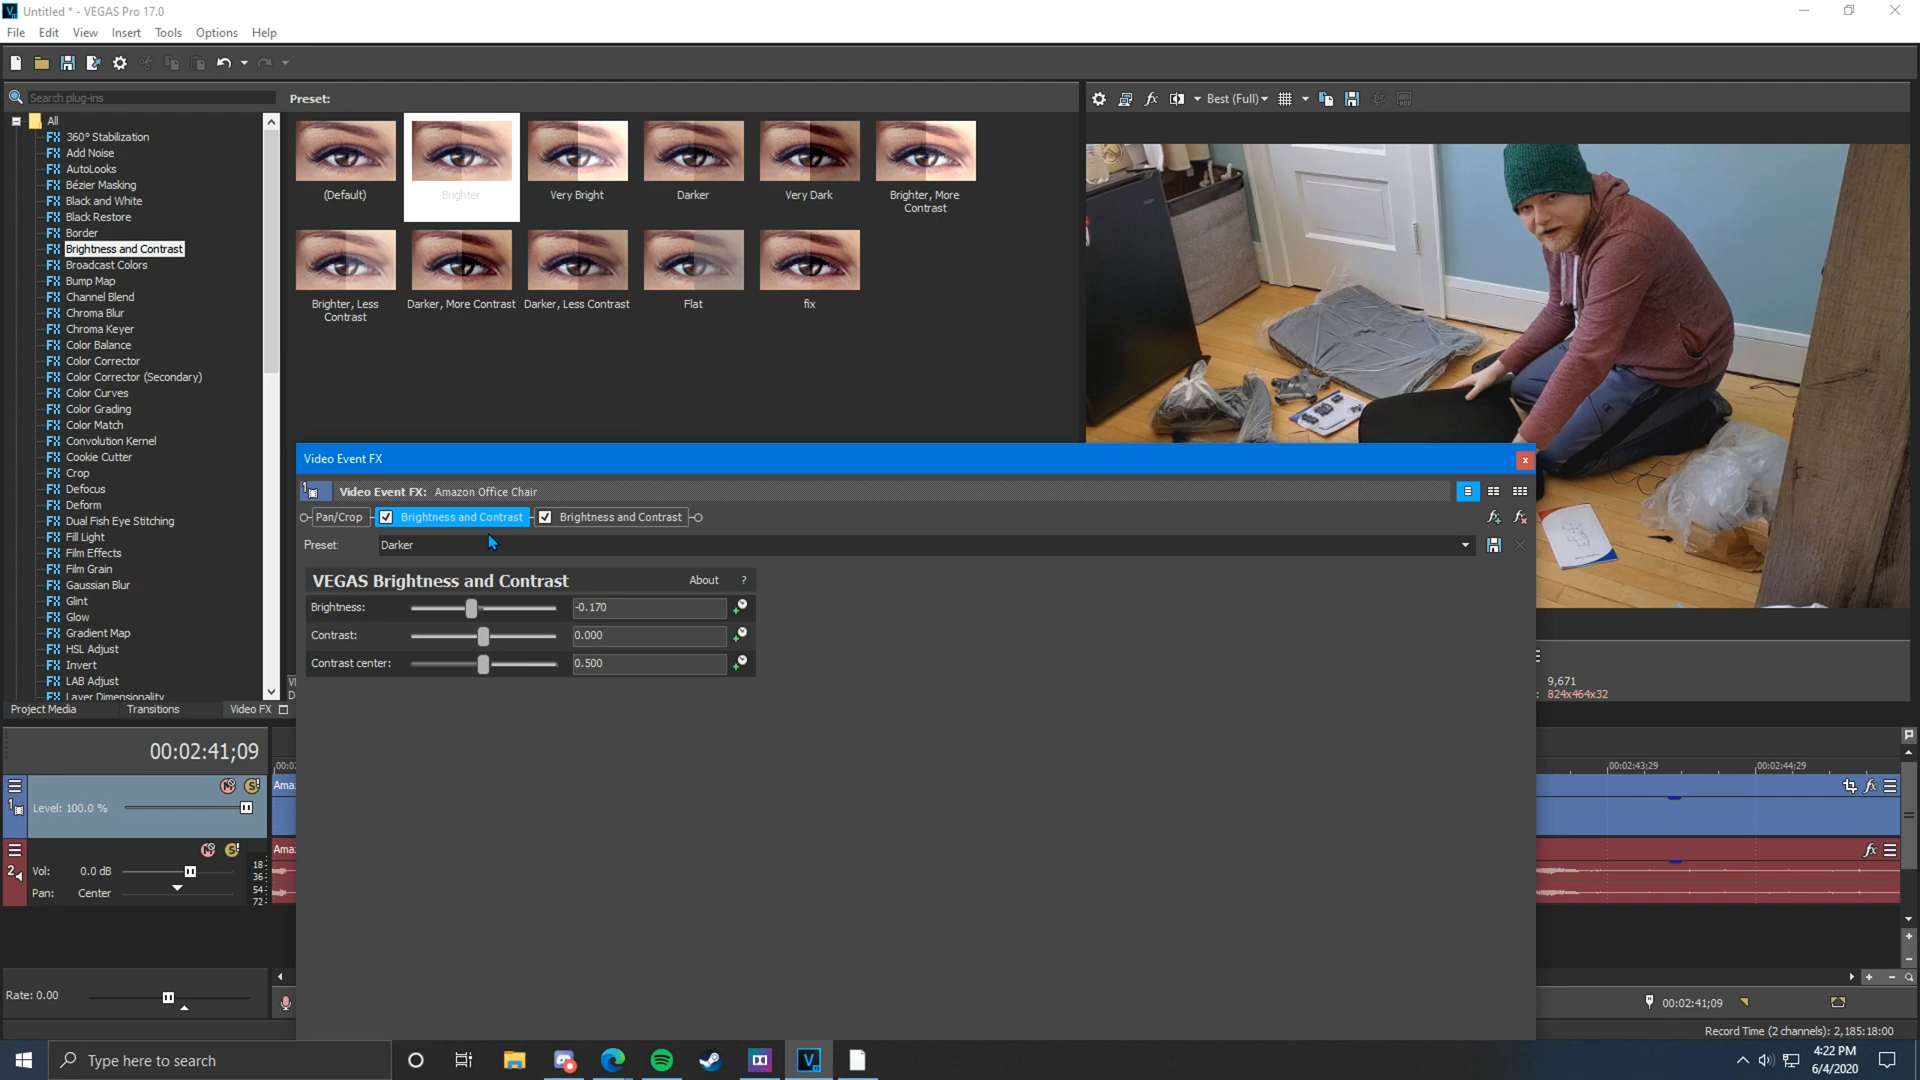 Untitled * - VEGAS Pro 17.0
File Edit View Insert Tools Options Help
Search plug-ins
Preset:
Best (Full)
All
360° Stabilization
Add Noise
AutoLooks
Bézier Masking
Black and White
Black Restore
Border
Brightness and Contrast
Broadcast Colors
Bump Map
Channel Blend
Chroma Blur
Chroma Keyer
Color Balance
Color Corrector
Color Corrector (Secondary)
Color Curves
Color Grading
Color Match
Convolution Kernel
Cookie Cutter
Crop
Defocus
Deform
Dual Fish Eye Stitching
Fill Light
Film Effects
Film Grain
Gaussian Blur
Glint
Glow
Gradient Map
HSL Adjust
Invert
LAB Adjust
Layer Dimensionality
(Default)
Brighter
Very Bright
Darker
Very Dark
Brighter, More
Contrast
Brighter, Less
Contrast
Darker, More Contrast
Darker, Less Contrast
Flat
fix
Video Event FX
Video Event FX: Amazon Office Chair
Pan/Crop
Brightness and Contrast
Brightness and Contrast
Preset: Darker
VEGAS Brightness and Contrast About ?
Brightness: -0.170
Contrast: 0.000
Contrast center: 0.500
9,671
824x464x32
Project Media Transitions Video FX
00:02:41;09
00:02:43;29
00:02:44;29
1
Level: 100.0 %
Ama
2
Vol: 0.0 dB
Pan: Center
18
36
54
72
Ama
Rate: 0.00
00:02:41;09
Record Time (2 channels): 2,185:18:00
Type here to search
4:22 PM
6/4/2020